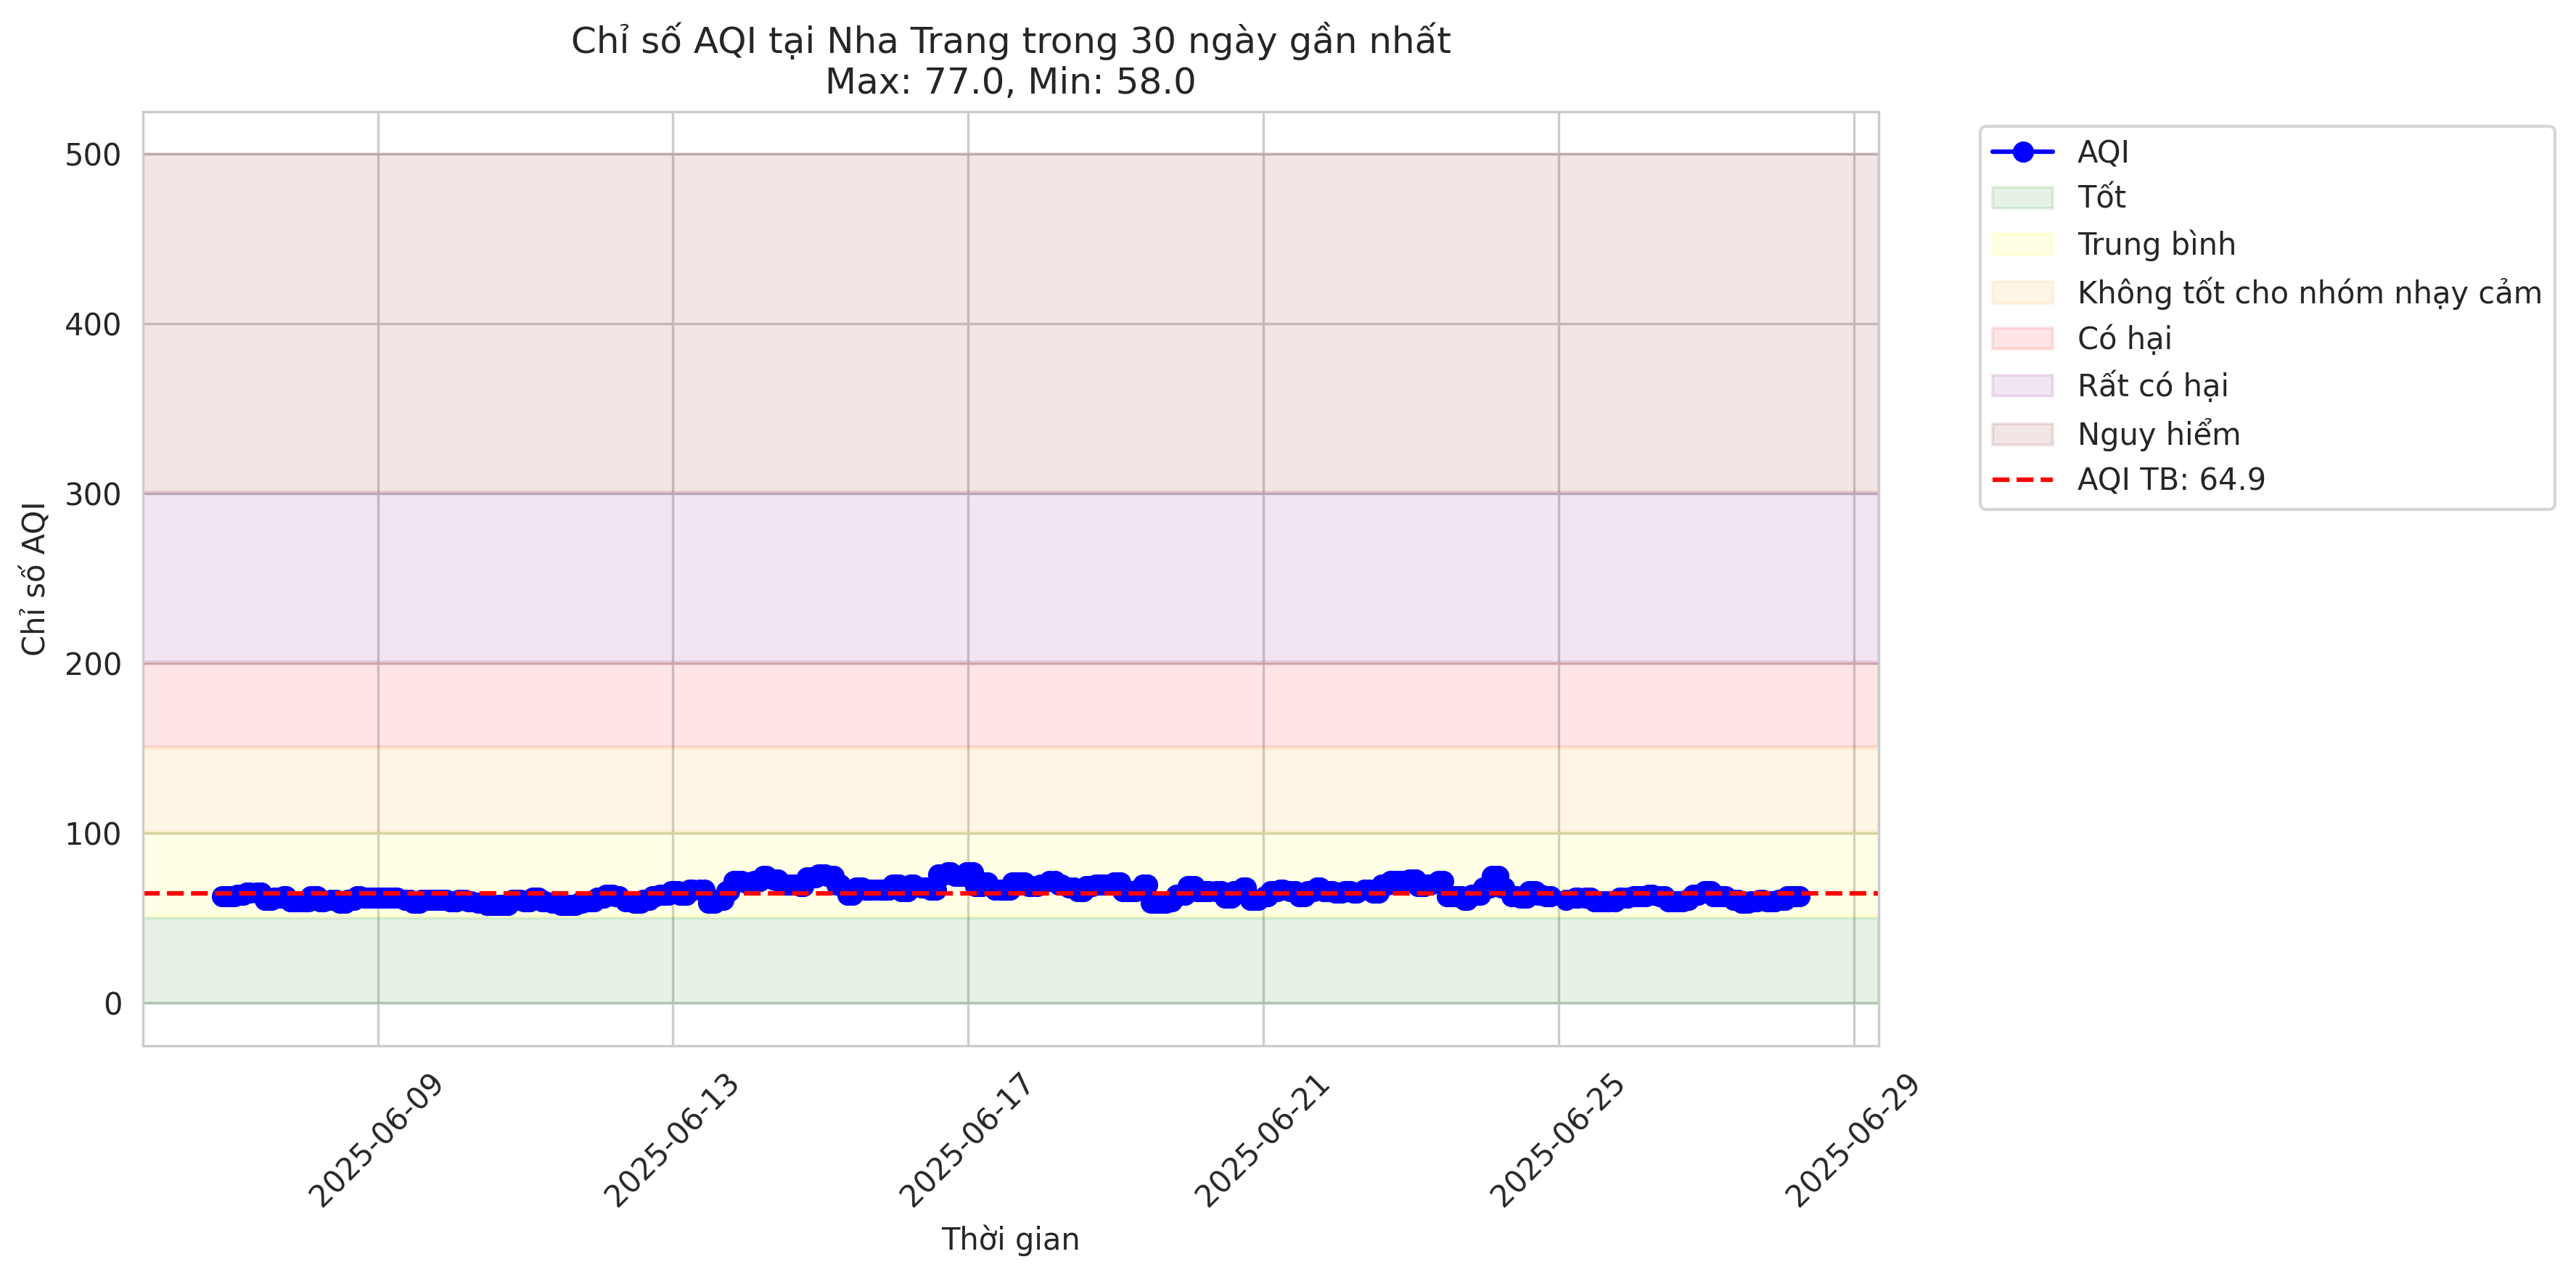 Chỉ số AQI tại Nha Trang trong 30 ngày gần nhất
Max: 77.0, Min: 58.0
Chỉ số AQI
500
400
300
200
100
0
2025-06-09
2025-06-13
2025-06-17
2025-06-21
2025-06-25
2025-06-29
Thời gian
AQI
Tốt
Trung bình
Không tốt cho nhóm nhạy cảm
Có hại
Rất có hại
Nguy hiểm
AQI TB: 64.9